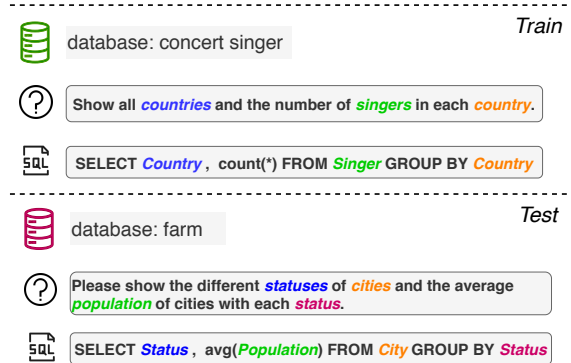 Train
database: concert singer
Show all countries and the number of singers in each country.
SQL
SELECT Country , count(*) FROM Singer GROUP BY Country
Test
database: farm
Please show the different statuses of cities and the average
population of cities with each status.
SQL
SELECT Status , avg(Population) FROM City GROUP BY Status